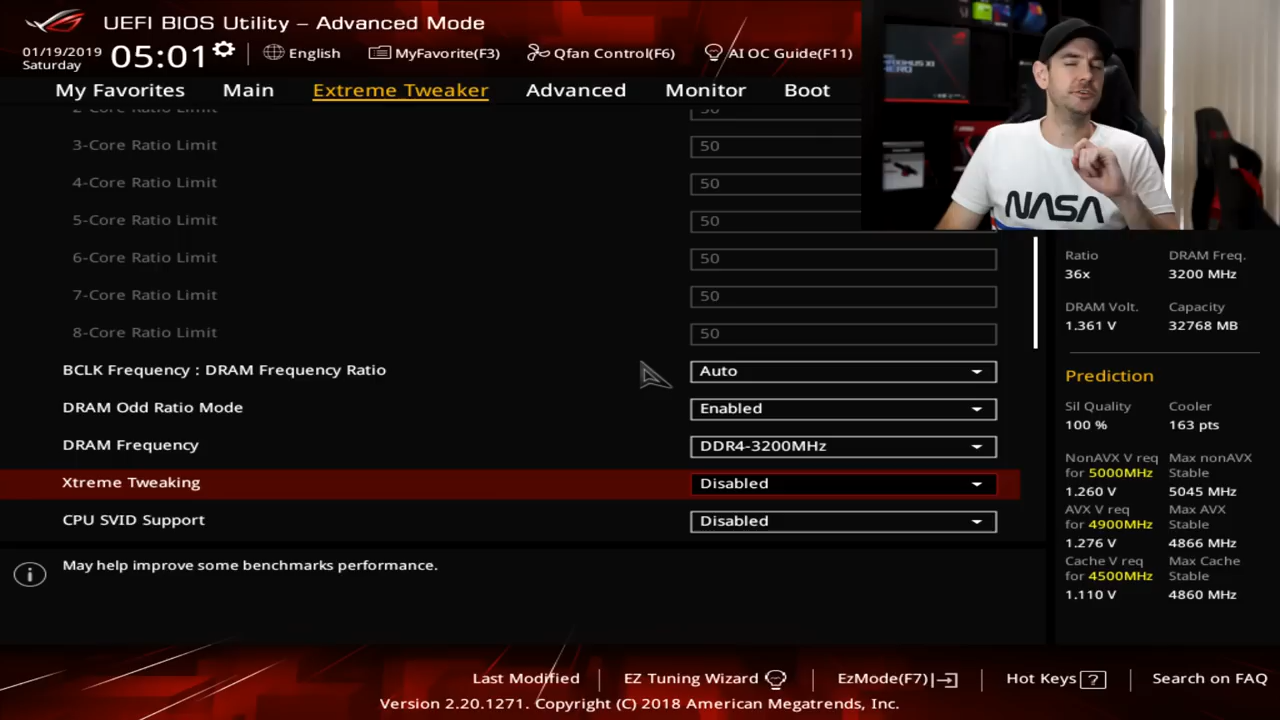 UEFI BIOS Utility – Advanced Mode
01/19/2019
Saturday
05:01
English
MyFavorite(F3)
Qfan Control(F6)
AI OC Guide(F11)
My Favorites
Main
Extreme Tweaker
Advanced
Monitor
Boot
2-Core Ratio Limit
50
3-Core Ratio Limit
50
4-Core Ratio Limit
50
5-Core Ratio Limit
50
6-Core Ratio Limit
50
7-Core Ratio Limit
50
8-Core Ratio Limit
50
BCLK Frequency : DRAM Frequency Ratio
Auto
DRAM Odd Ratio Mode
Enabled
DRAM Frequency
DDR4-3200MHz
Xtreme Tweaking
Disabled
CPU SVID Support
Disabled
May help improve some benchmarks performance.
NASA
Ratio
DRAM Freq.
36x
3200 MHz
DRAM Volt.
Capacity
1.361 V
32768 MB
Prediction
Sil Quality
Cooler
100 %
163 pts
NonAVX V req
Max nonAVX
for 5000MHz
Stable
1.260 V
5045 MHz
AVX V req
Max AVX
for 4900MHz
Stable
1.276 V
4866 MHz
Cache V req
Max Cache
for 4500MHz
Stable
1.110 V
4860 MHz
Last Modified
EZ Tuning Wizard
EzMode(F7)
Hot Keys ?
Search on FAQ
Version 2.20.1271. Copyright (C) 2018 American Megatrends, Inc.